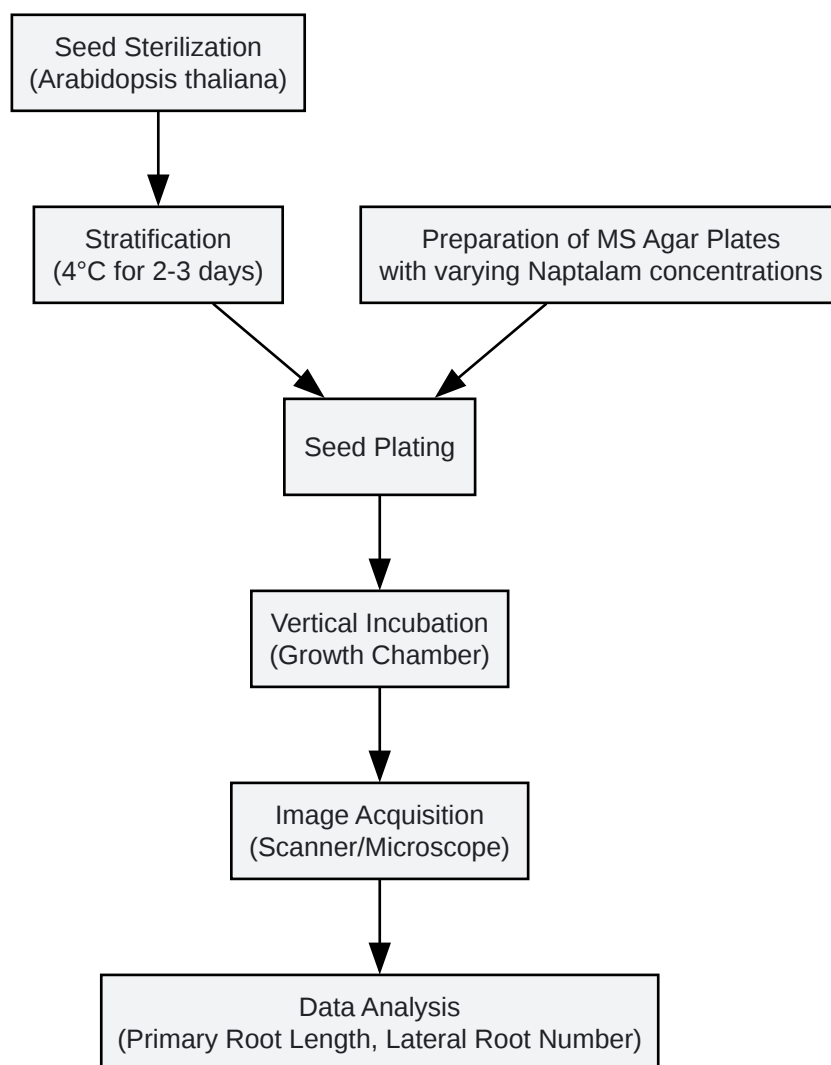 Seed Sterilization
(Arabidopsis thaliana)
Stratification
(4°C for 2-3 days)
Preparation of MS Agar Plates
with varying Naptalam concentrations
Seed Plating
Vertical Incubation
(Growth Chamber)
Image Acquisition
(Scanner/Microscope)
Data Analysis
(Primary Root Length, Lateral Root Number)